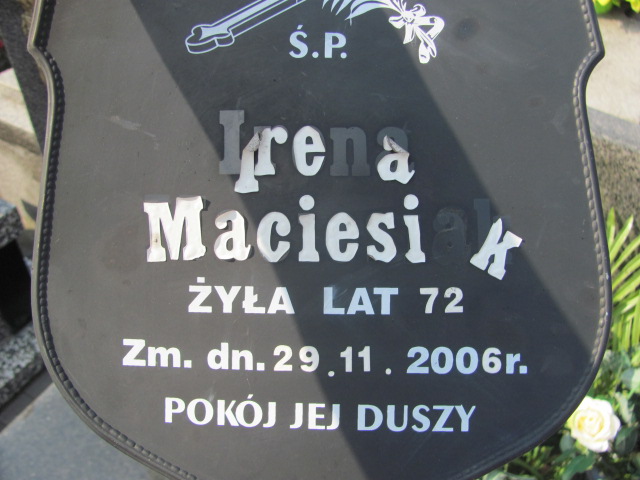 Ś.P.
Irena
Maciesiak
ŻYŁA LAT 72
Zm. dn. 29.11.2006r.
POKÓJ JEJ DUSZY